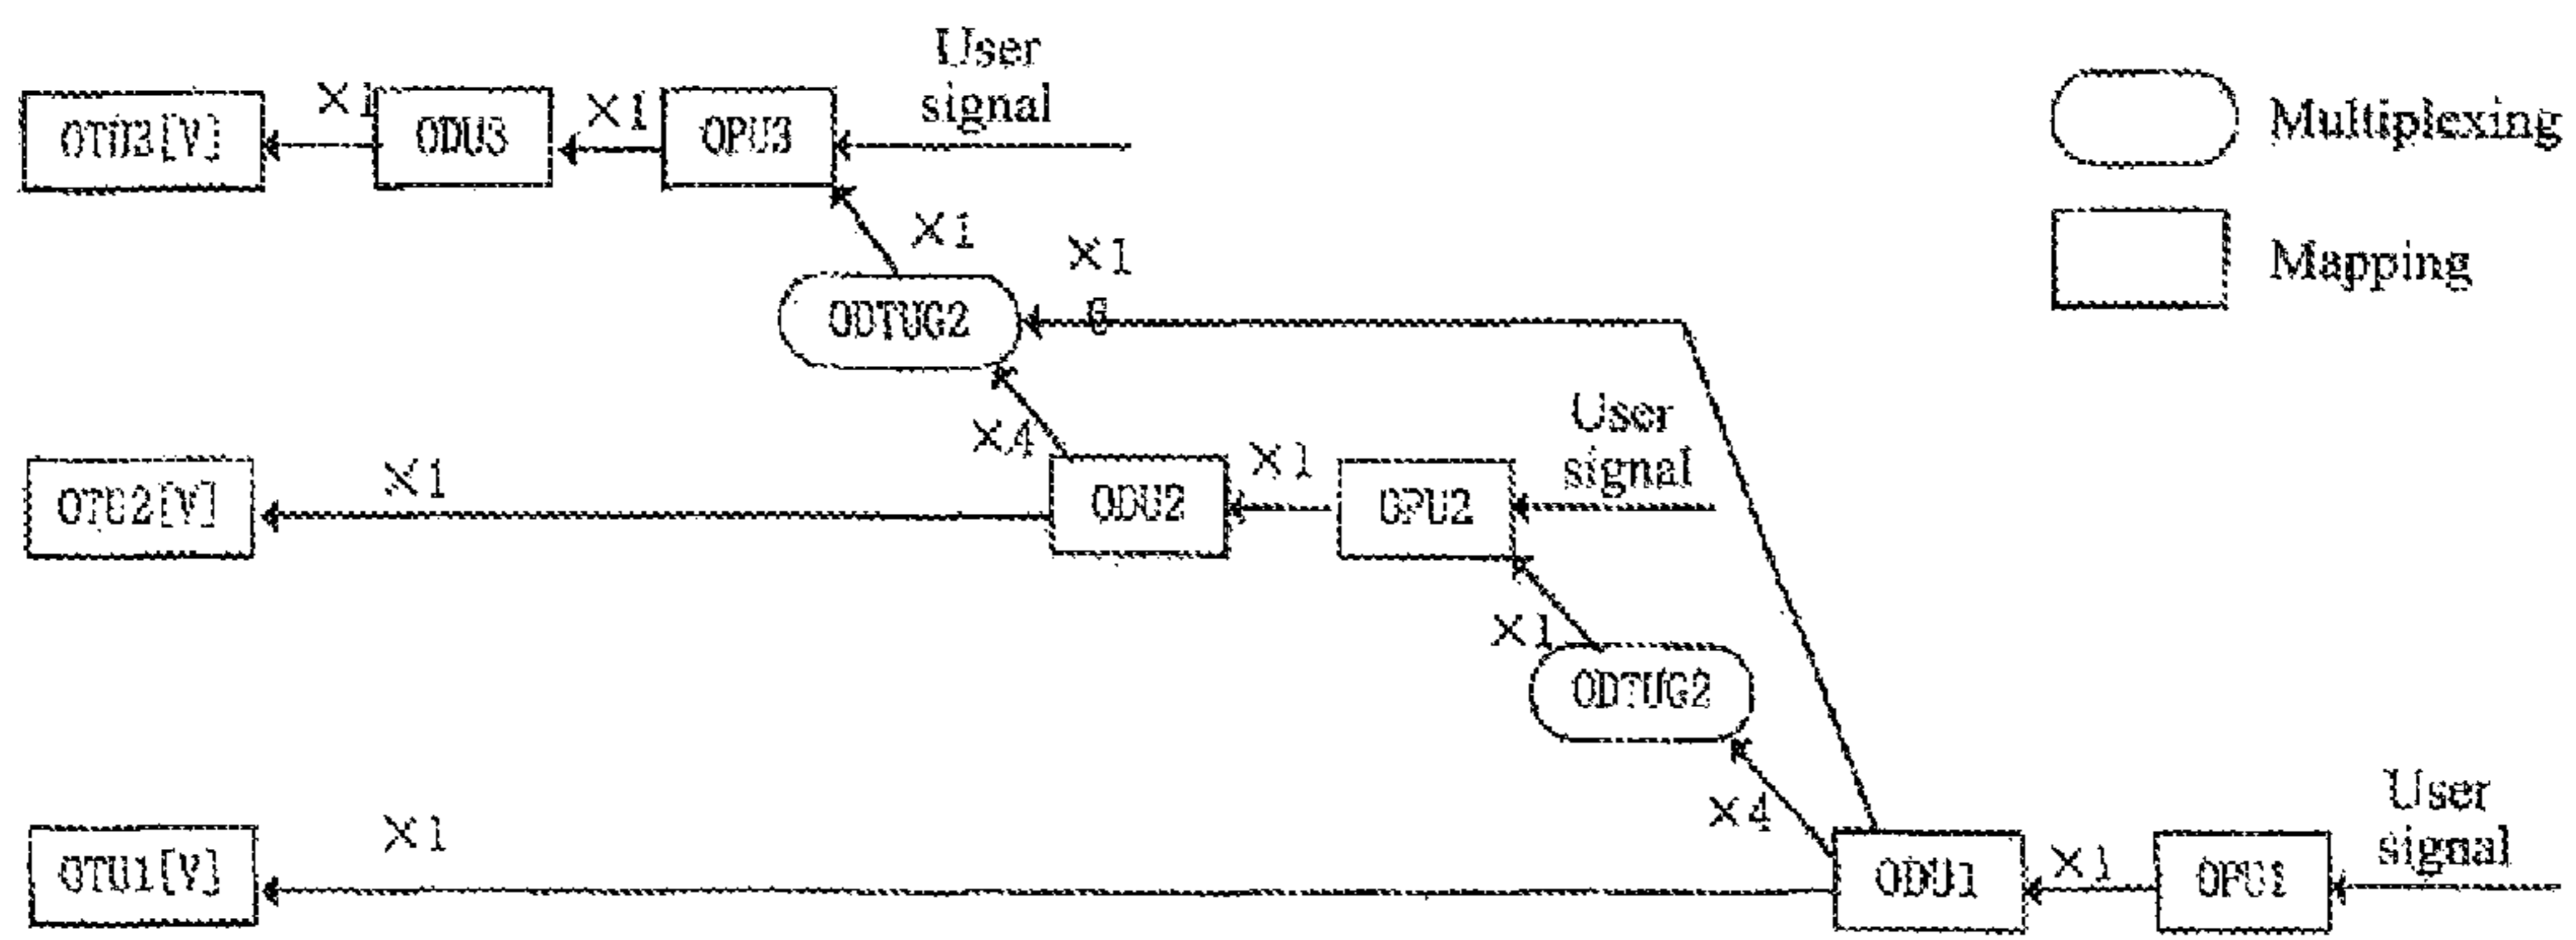 User
signal
×1
×1
OTU3[V]
ODU3
OPU3
Multiplexing
×1
×1
6
Mapping
ODTUG2
User
signal
×4
×1
×1
OTU2[V]
ODU2
OPU2
×1
ODTUG2
×4
User
signal
×1
×1
OTU1[V]
ODU1
OPU1